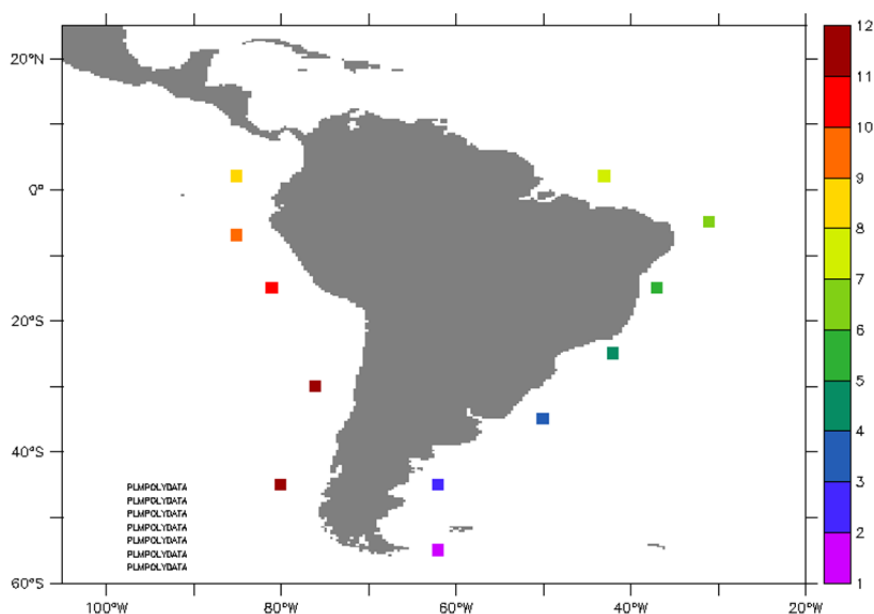 20°N
0°
20°S
40°S
60°S
100°W
80°W
60°W
40°W
20°W
PLMPOLYDATA
PLMPOLYDATA
PLMPOLYDATA
PLMPOLYDATA
PLMPOLYDATA
PLMPOLYDATA
PLMPOLYDATA
12
11
10
9
8
7
6
5
4
3
2
1